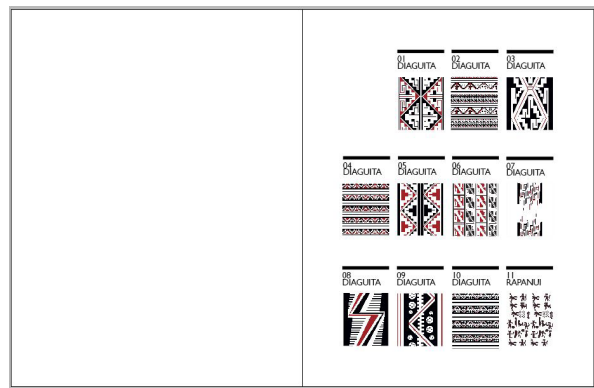 01
DIAGUITA
02
DIAGUITA
03
DIAGUITA
04
DIAGUITA
05
DIAGUITA
06
DIAGUITA
07
DIAGUITA
08
DIAGUITA
09
DIAGUITA
10
DIAGUITA
11
RAPANUI